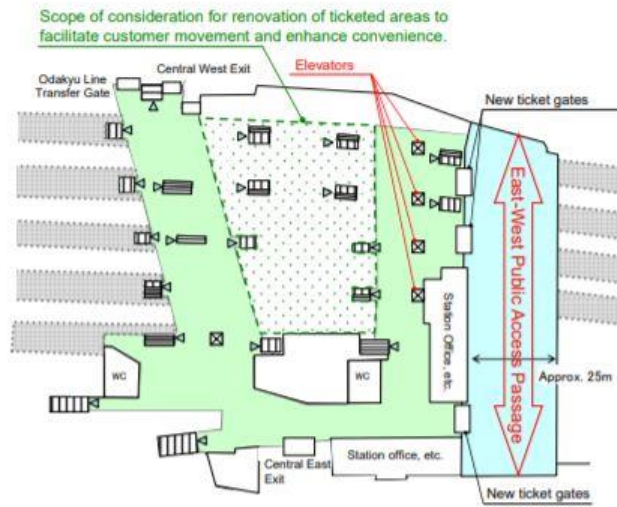 Scope of consideration for renovation of ticketed areas to
facilitate customer movement and enhance convenience.
Odakyu Line
Transfer Gate
Central West Exit
Elevators
New ticket gates
East-West Public Access Passage
Station Office, etc.
Approx. 25m
WC
WC
Central East
Exit
Station office, etc.
New ticket gates